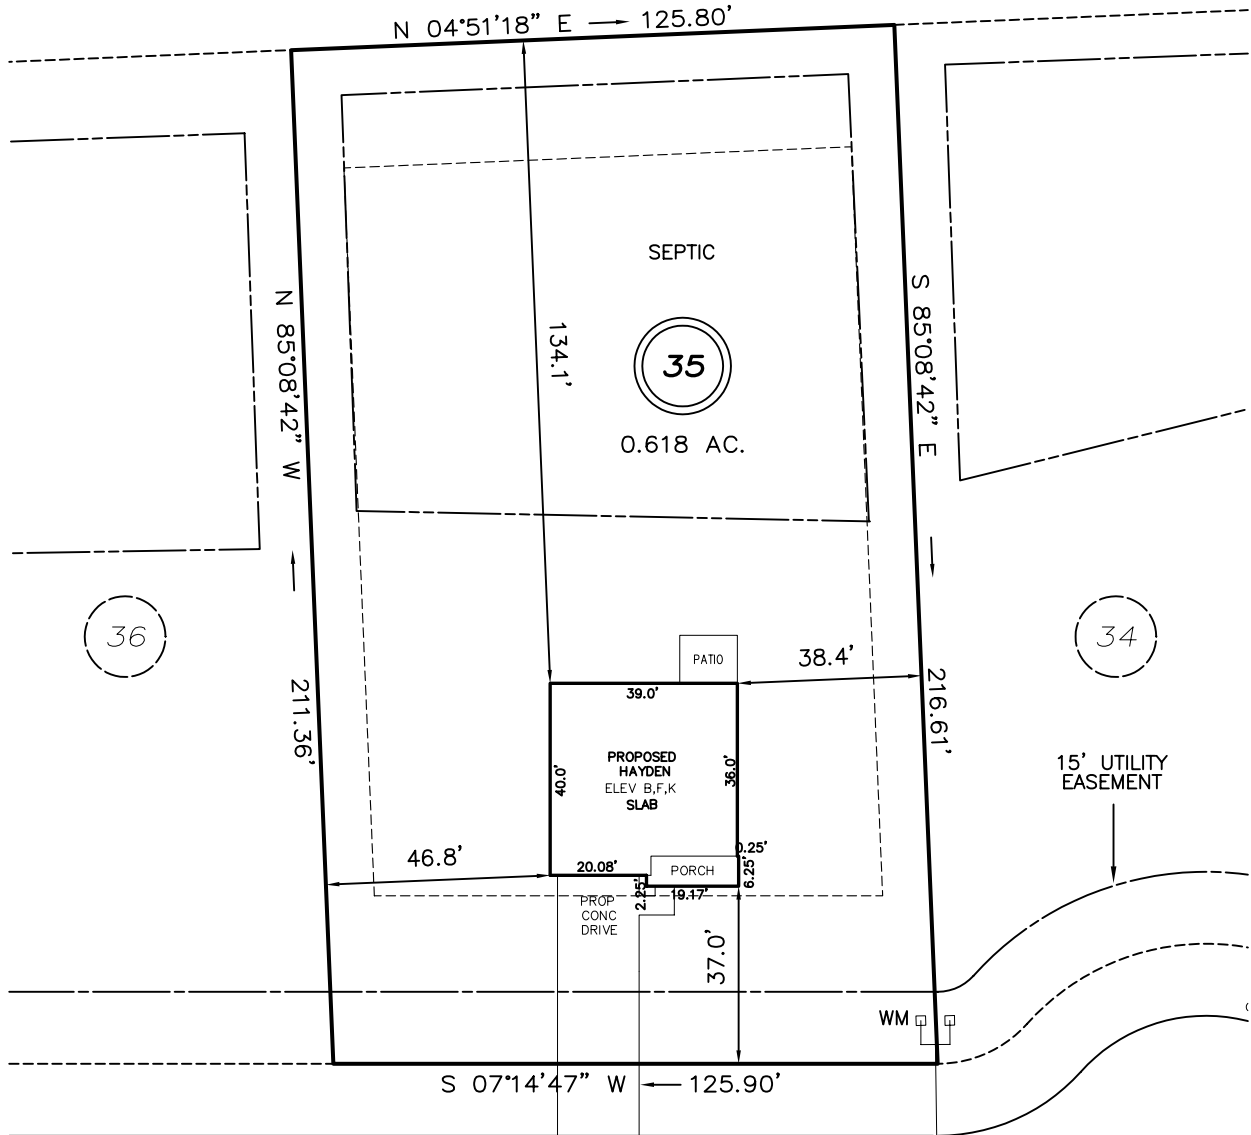 N 04°51'18" E 125.80'
SEPTIC
N 85°08'42" W
S 85°08'42" E
134.1'
35
0.618 AC.
36
34
PATIO
38.4'
39.0'
211.36'
216.61'
PROPOSED
HAYDEN
ELEV B,F,K
SLAB
40.0'
36.0'
15' UTILITY
EASEMENT
46.8'
20.08'
PORCH
0.25'
6.25'
2.25'
19.17'
PROP
CONC
DRIVE
37.0'
WM
S 07°14'47" W 125.90'